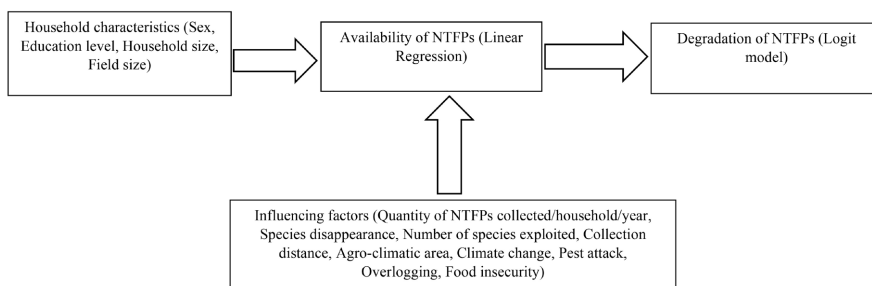 Household characteristics (Sex,
Education level, Household size,
Field size)
Availability of NTFPs (Linear
Regression)
Degradation of NTFPs (Logit
model)
Influencing factors (Quantity of NTFPs collected/household/year,
Species disappearance, Number of species exploited, Collection
distance, Agro-climatic area, Climate change, Pest attack,
Overlogging, Food insecurity)